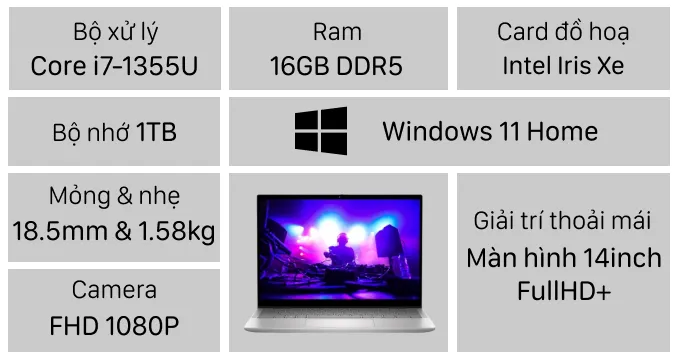 Bộ xử lý
Core i7-1355U
Ram
16GB DDR5
Card đồ hoạ
Intel Iris Xe
Bộ nhớ 1TB
Windows 11 Home
Mỏng & nhẹ
18.5mm & 1.58kg
Giải trí thoải mái
Màn hình 14inch
FullHD+
Camera
FHD 1080P